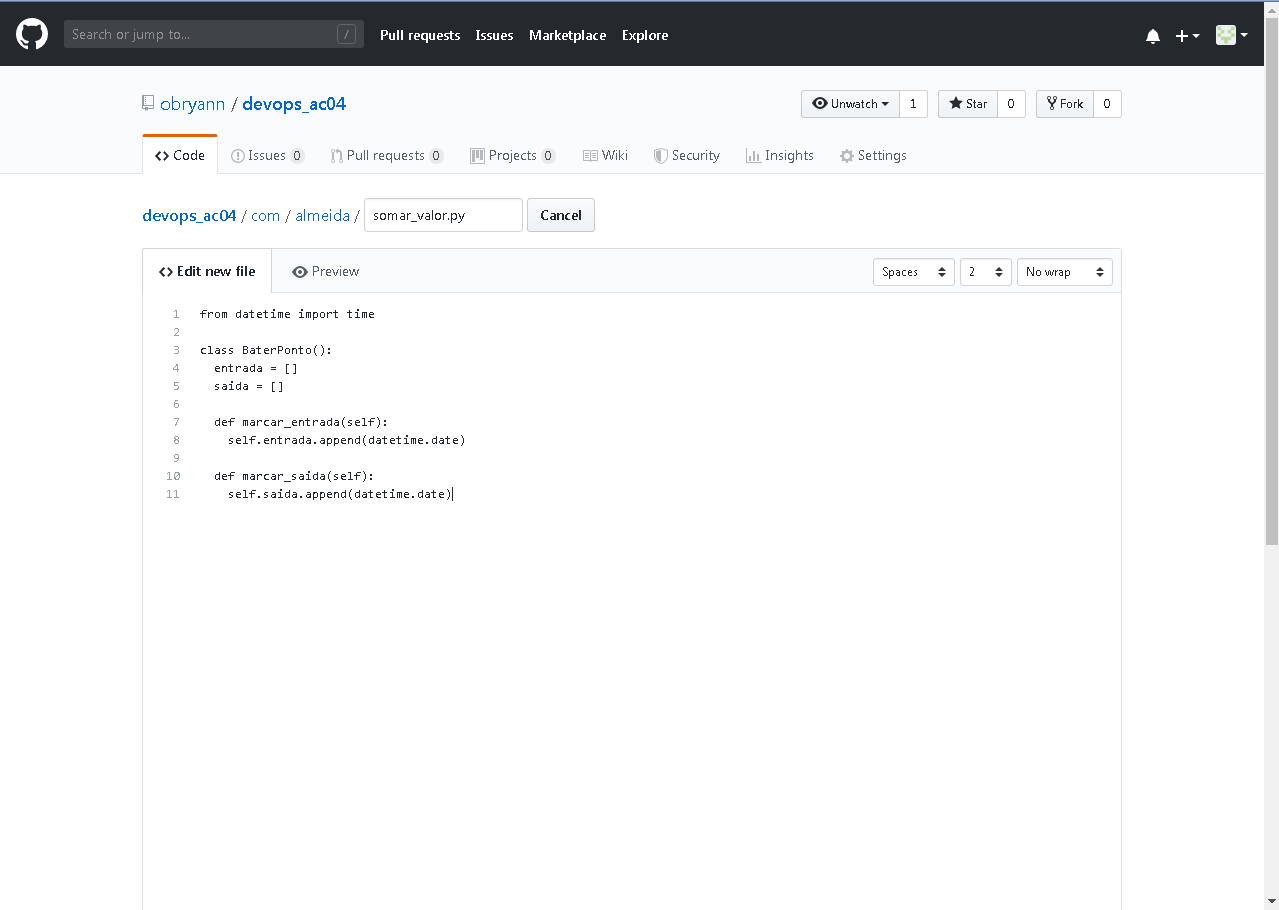 Search or jump to... /
Pull requests Issues Marketplace Explore
obryann / devops_ac04
Unwatch 1 Star 0 Fork 0
Code Issues 0 Pull requests 0 Projects 0 Wiki Security Insights Settings
devops_ac04 / com / almeida / somar_valor.py Cancel
Edit new file Preview Spaces 2 No wrap
1 from datetime import time
2
3 class BaterPonto():
4   entrada = []
5   saida = []
6
7   def marcar_entrada(self):
8     self.entrada.append(datetime.date)
9
10   def marcar_saida(self):
11     self.saida.append(datetime.date)